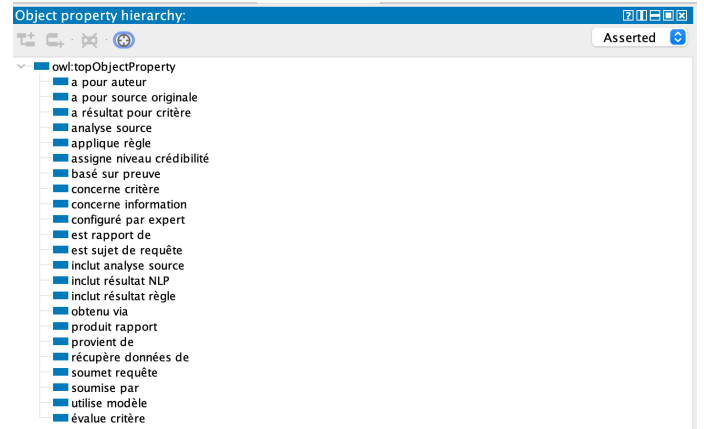 Object property hierarchy:
Asserted
owl:topObjectProperty
a pour auteur
a pour source originale
a résultat pour critère
analyse source
applique règle
assigne niveau crédibilité
basé sur preuve
concerne critère
concerne information
configuré par expert
est rapport de
est sujet de requête
inclut analyse source
inclut résultat NLP
inclut résultat règle
obtenu via
produit rapport
provient de
récupère données de
soumet requête
soumise par
utilise modèle
évalue critère